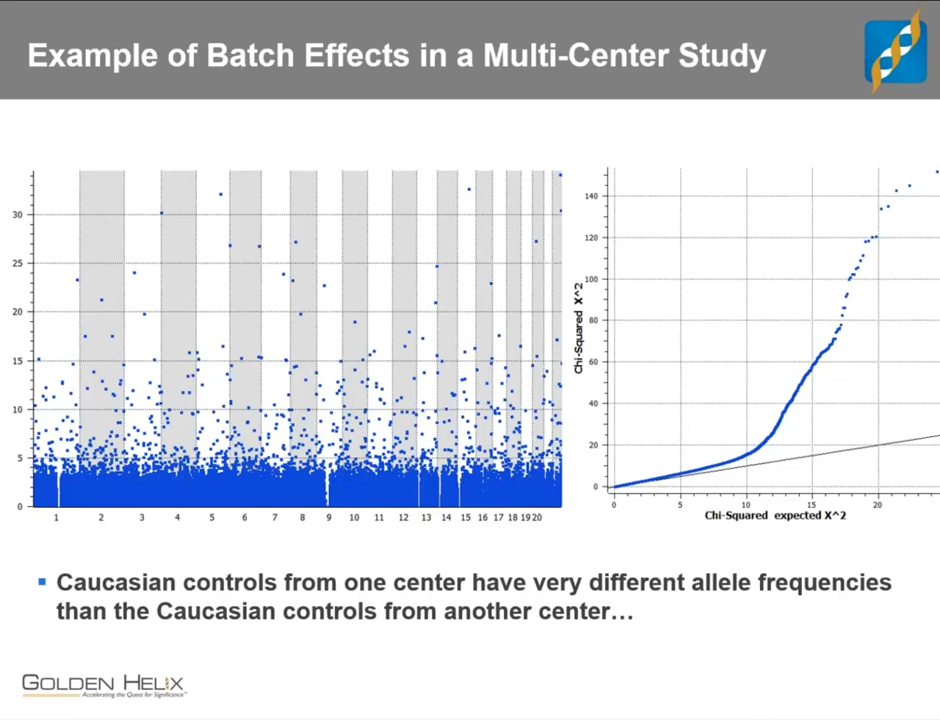 Example of Batch Effects in a Multi-Center Study
30
25
20
15
10
5
0
1 2 3 4 5 6 7 8 9 10 11 12 13 14 15 16 17 18 19 20
Chi-Squared X^2
140
120
100
80
60
40
20
0
0 5 10 15 20
Chi-Squared expected X^2
Caucasian controls from one center have very different allele frequencies
than the Caucasian controls from another center…
GOLDEN HELIX
Accelerating the Quest for Significance™